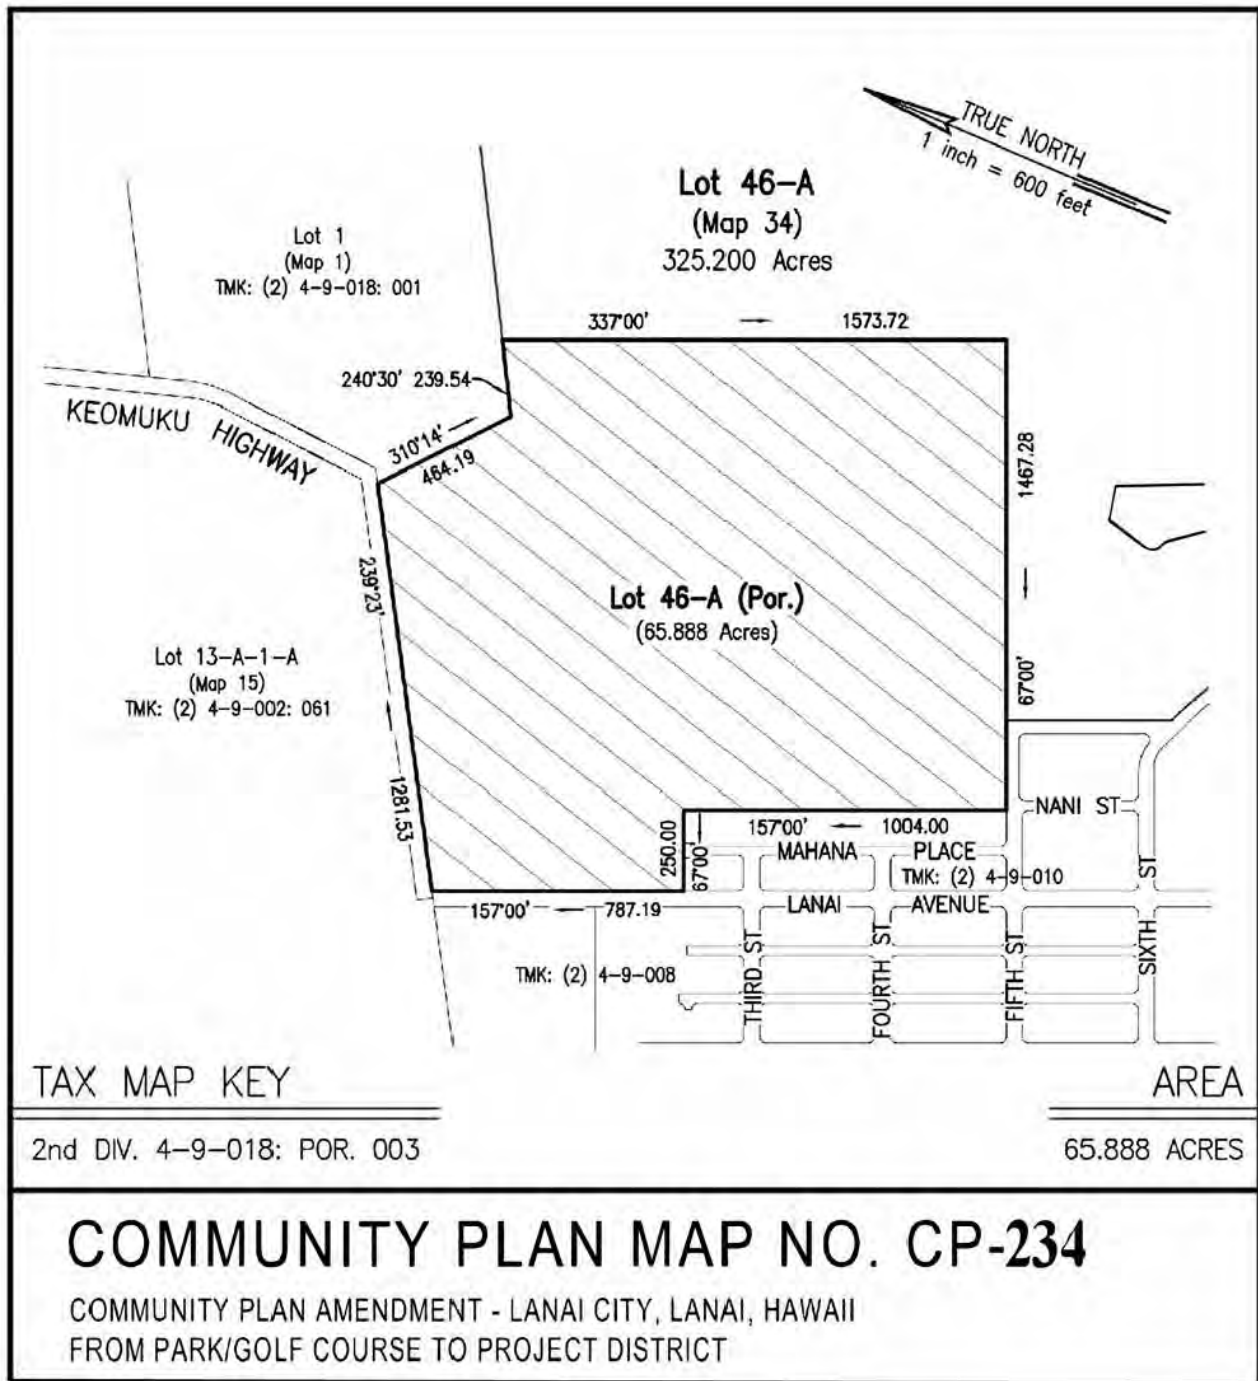 TRUE NORTH
1 inch = 600 feet
Lot 46-A
(Map 34)
325.200 Acres
Lot 1
(Map 1)
TMK: (2) 4-9-018: 001
337°00' 1573.72
240°30' 239.54
KEOMUKU HIGHWAY
310°14'
464.19
1467.28
67°00'
239°23'
1281.53
Lot 46-A (Por.)
(65.888 Acres)
Lot 13-A-1-A
(Map 15)
TMK: (2) 4-9-002: 061
NANI ST
250.00
67°00'
157°00' 1004.00
MAHANA PLACE
TMK: (2) 4-9-010
LANAI AVENUE
157°00' 787.19
TMK: (2) 4-9-008
THIRD ST
FOURTH ST
FIFTH ST
SIXTH ST
TAX MAP KEY
2nd DIV. 4-9-018: POR. 003
AREA
65.888 ACRES
COMMUNITY PLAN MAP NO. CP-234
COMMUNITY PLAN AMENDMENT - LANAI CITY, LANAI, HAWAII
FROM PARK/GOLF COURSE TO PROJECT DISTRICT